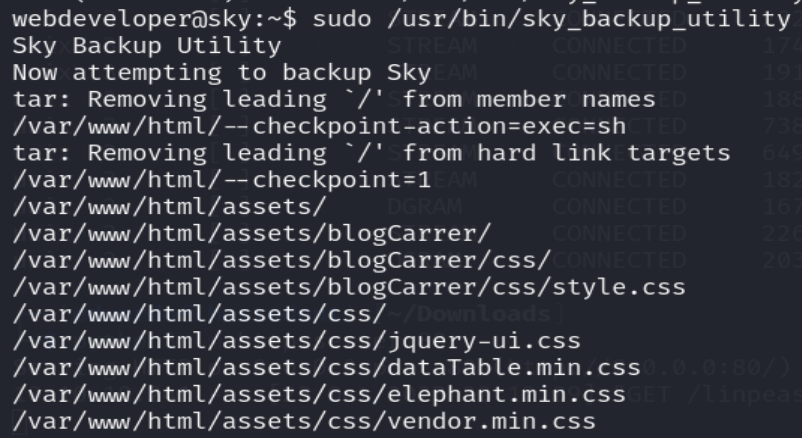 webdeveloper@sky:~$ sudo /usr/bin/sky_backup_utility
Sky Backup Utility
Now attempting to backup Sky
tar: Removing leading `/' from member names
/var/www/html/--checkpoint-action=exec=sh
tar: Removing leading `/' from hard link targets
/var/www/html/--checkpoint=1
/var/www/html/assets/
/var/www/html/assets/blogCarrer/
/var/www/html/assets/blogCarrer/css/
/var/www/html/assets/blogCarrer/css/style.css
/var/www/html/assets/css/
/var/www/html/assets/css/jquery-ui.css
/var/www/html/assets/css/dataTable.min.css
/var/www/html/assets/css/elephant.min.css
/var/www/html/assets/css/vendor.min.css